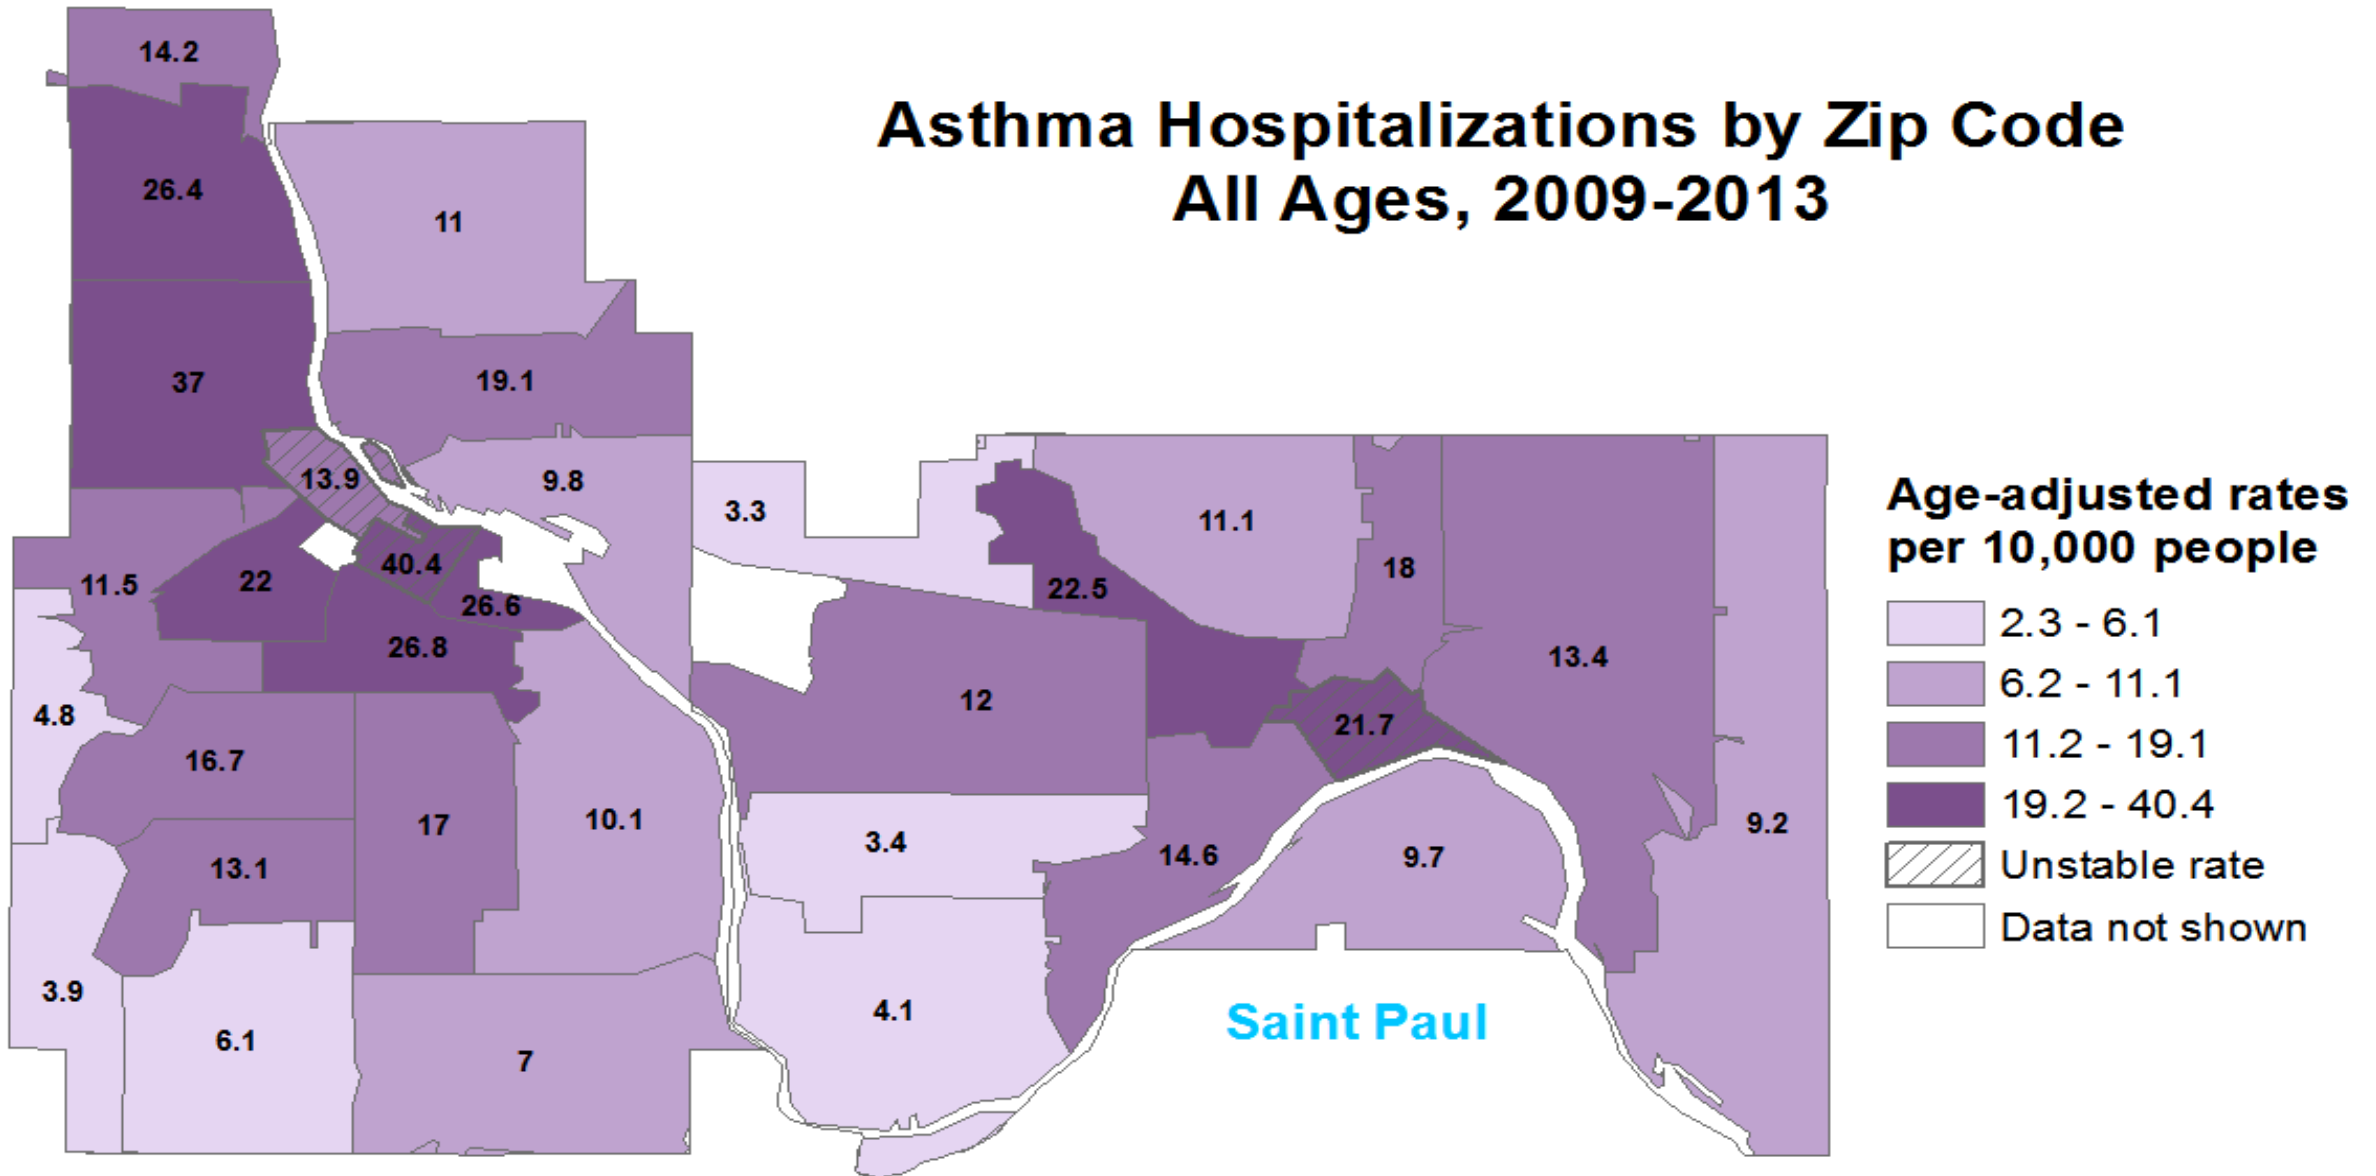 Asthma Hospitalizations by Zip Code
All Ages, 2009-2013
14.2
26.4
11
37
19.1
13.9
9.8
3.3
11.1
40.4
18
11.5
22
26.6
22.5
26.8
13.4
4.8
12
21.7
16.7
17
10.1
3.4
14.6
9.7
9.2
13.1
3.9
6.1
7
4.1
Saint Paul
Age-adjusted rates
per 10,000 people
2.3 - 6.1
6.2 - 11.1
11.2 - 19.1
19.2 - 40.4
Unstable rate
Data not shown